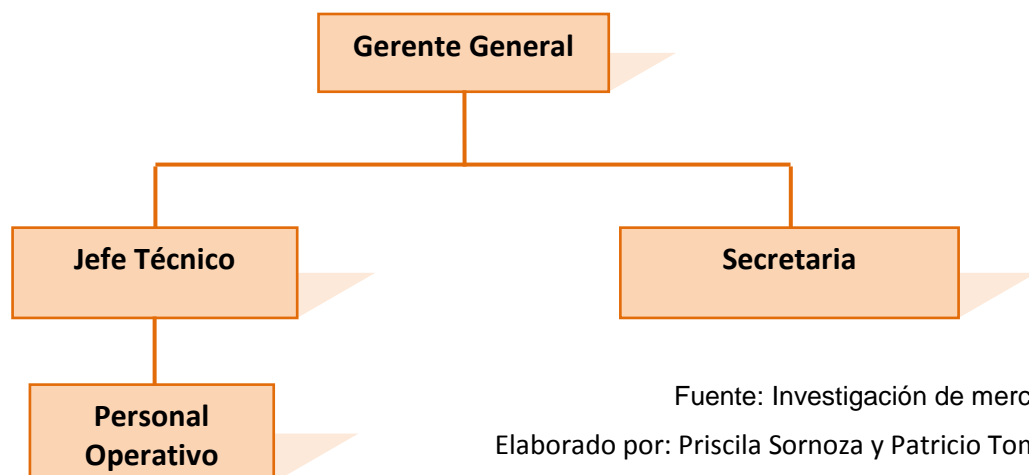 Gerente General
Jefe Técnico
Secretaria
Personal
Operativo
Fuente: Investigación de
Elaborado por: Priscila Sornoza y Patricio